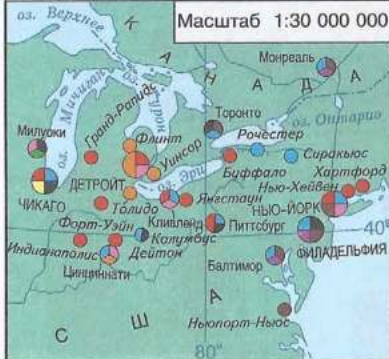 оз. Верхнее
Масштаб 1:30 000 000
К А Н А Д А
Монреаль
оз. Мичиган
оз. Гурон
Гранд-Рапидс
Торонто
оз. Онтарио
Милуоки
Флинт
Рочестер
Уинсор
Сиракьюс
оз. Эри
Буффало
Хартфорд
ДЕТРОЙТ
Нью-Хейвен
ЧИКАГО
Толидо
Янгстаун
НЬЮ-ЙОРК
Форт-Уэйн
Кливленд
Питтсбург
40°
Колумбус
Индианаполис
Дейтон
ФИЛАДЕЛЬФИЯ
Цинциннати
Балтимор
С Ш А
Ньюпорт-Ньюс
80°